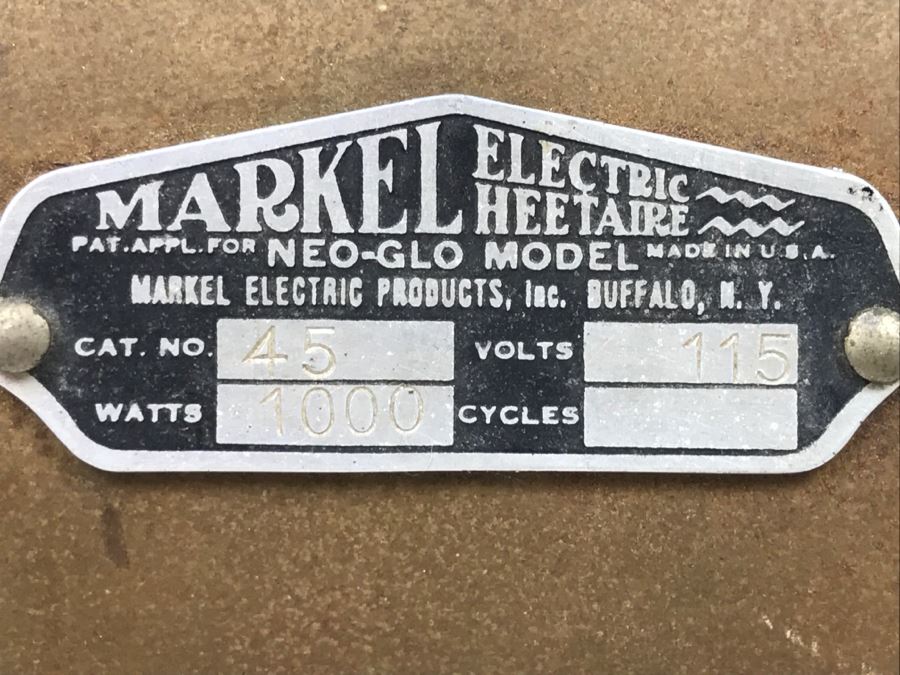 MARKEL ELECTRIC HEETAIRE
PAT. APPL. FOR NEO-GLO MODEL MADE IN U.S.A.
MARKEL ELECTRIC PRODUCTS, Inc. BUFFALO, N. Y.
CAT. NO. 45 VOLTS 115
WATTS 1000 CYCLES